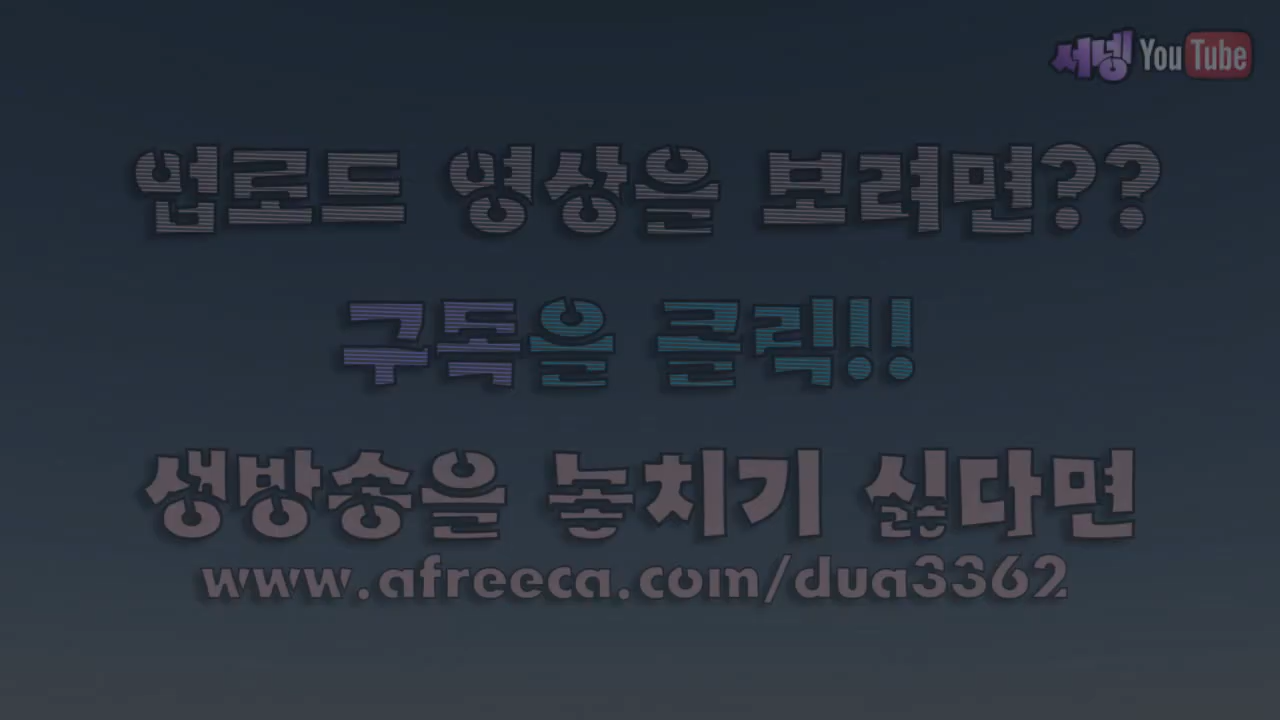 서넹 YouTube
업로드 영상을 보려면??
구독을 클릭!!
생방송을 놓치기 싫다면
www.afreeca.com/dua3362